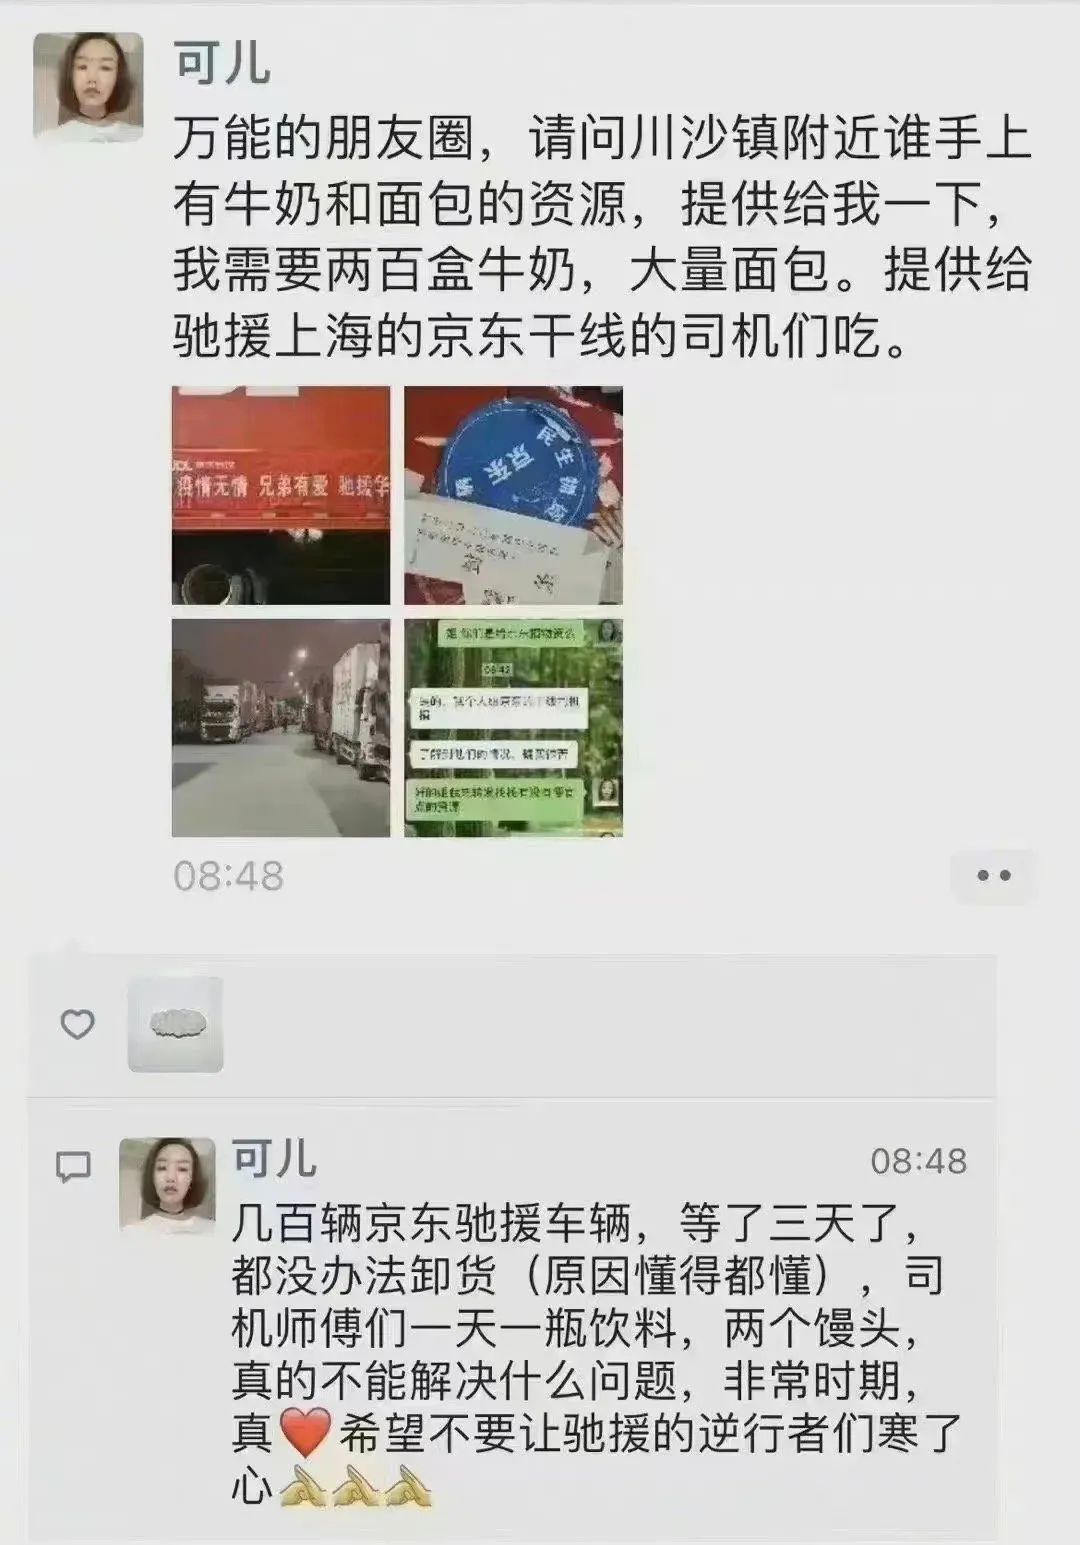 可儿
万能的朋友圈，请问川沙镇附近谁手上
有牛奶和面包的资源，提供给我一下，
我需要两百盒牛奶，大量面包。提供给
驰援上海的京东干线的司机们吃。
疫情无情 兄弟有爱 驰援华
京东
08:42
08:48
可儿
08:48
几百辆京东驰援车辆，等了三天了，
都没办法卸货（原因懂得都懂），司
机师傅们一天一瓶饮料，两个馒头，
真的不能解决什么问题，非常时期，
真❤️希望不要让驰援的逆行者们寒了
心